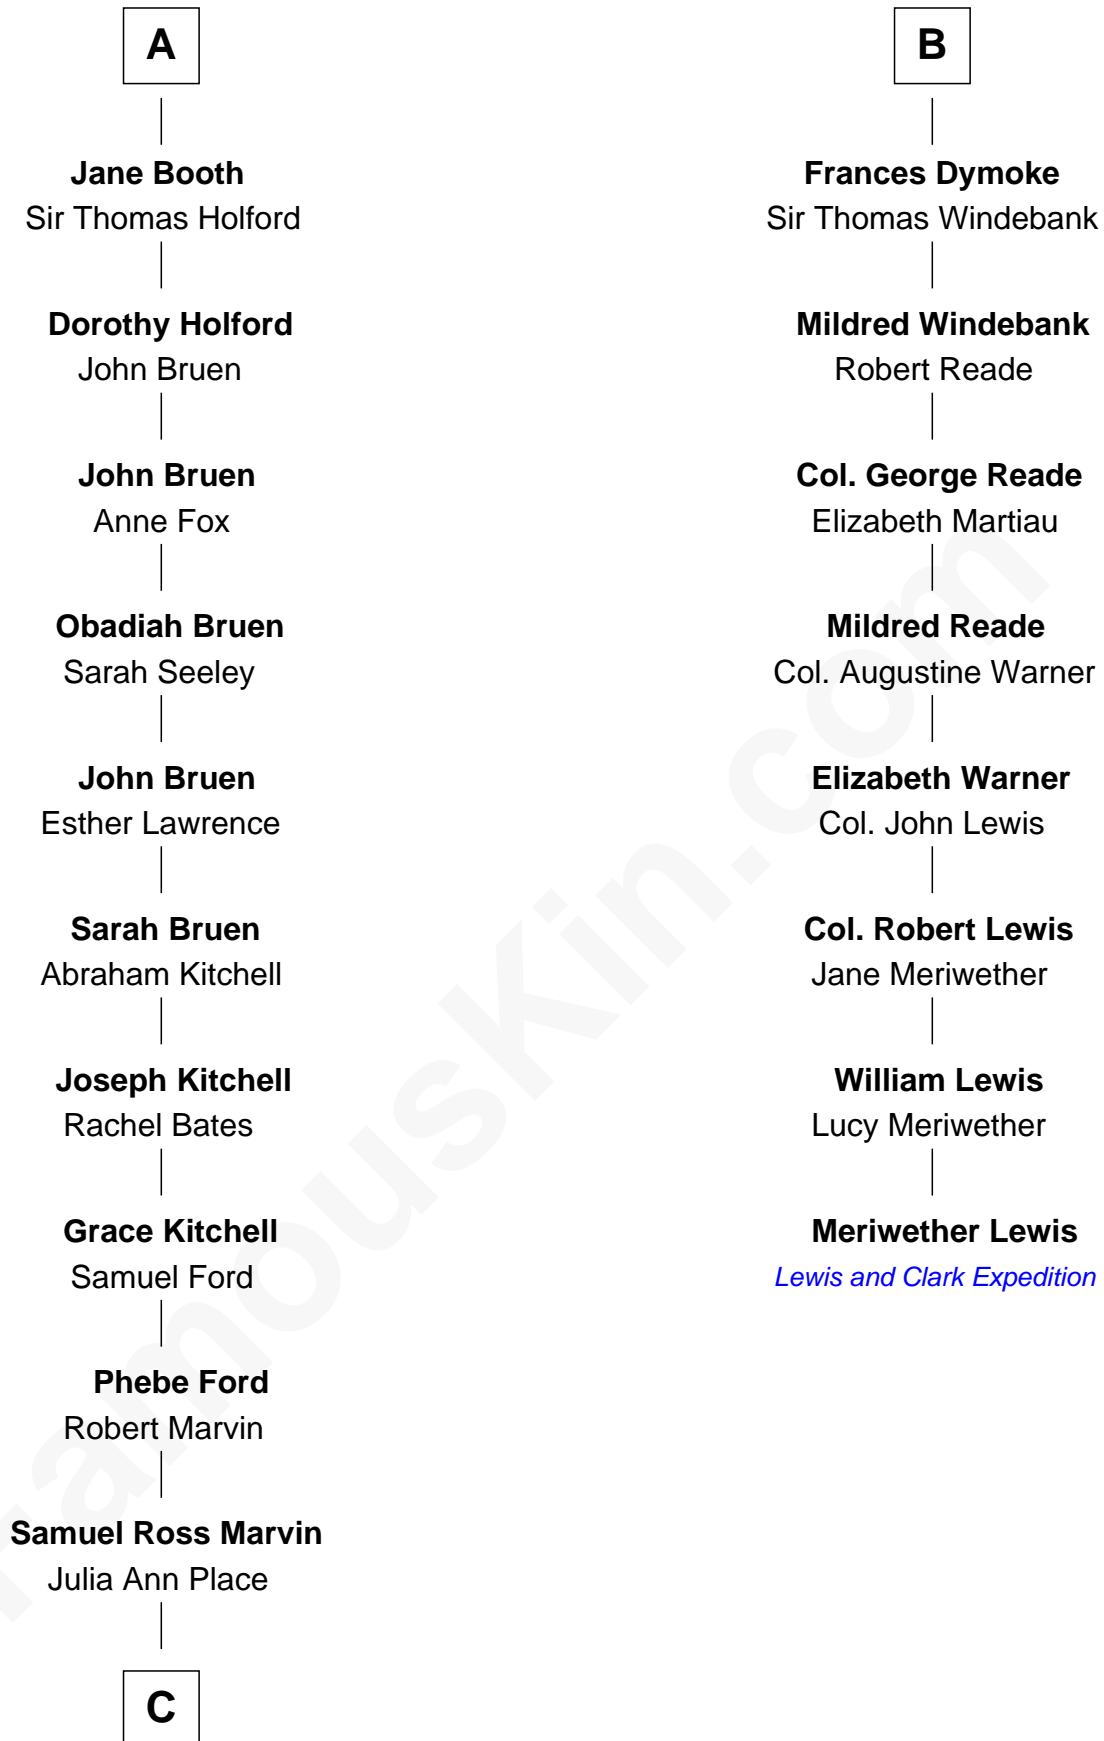 A
Jane Booth
Sir Thomas Holford
Dorothy Holford
John Bruen
John Bruen
Anne Fox
Obadiah Bruen
Sarah Seeley
John Bruen
Esther Lawrence
Sarah Bruen
Abraham Kitchell
Joseph Kitchell
Rachel Bates
Grace Kitchell
Samuel Ford
Phebe Ford
Robert Marvin
Samuel Ross Marvin
Julia Ann Place
C
B
Frances Dymoke
Sir Thomas Windebank
Mildred Windebank
Robert Reade
Col. George Reade
Elizabeth Martiau
Mildred Reade
Col. Augustine Warner
Elizabeth Warner
Col. John Lewis
Col. Robert Lewis
Jane Meriwether
William Lewis
Lucy Meriwether
Meriwether Lewis
Lewis and Clark Expedition
famouskin.com